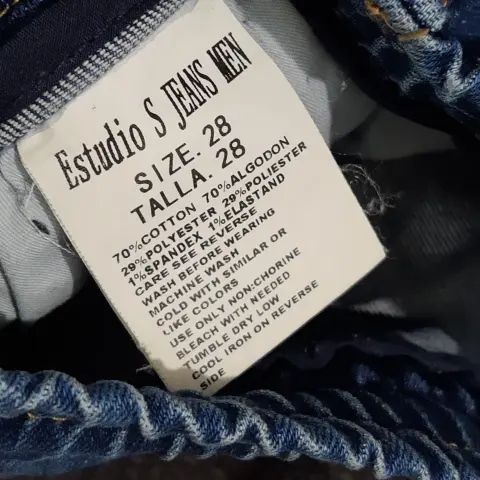 Estudio S JEANS MEN
SIZE. 28
TALLA. 28
70%COTTON 70%ALGODON
29%POLYESTER 29%POLIESTER
1%SPANDEX 1%ELASTAND
CARE SEE REVERSE
WASH BEFORE WEARING
MACHINE WASH
COLD WITH SIMILAR OR
LIKE COLORS
USE ONLY NON-CHORINE
BLEACH WITH NEEDED
TUMBLE DRY LOW
COOL IRON ON REVERSE
SIDE